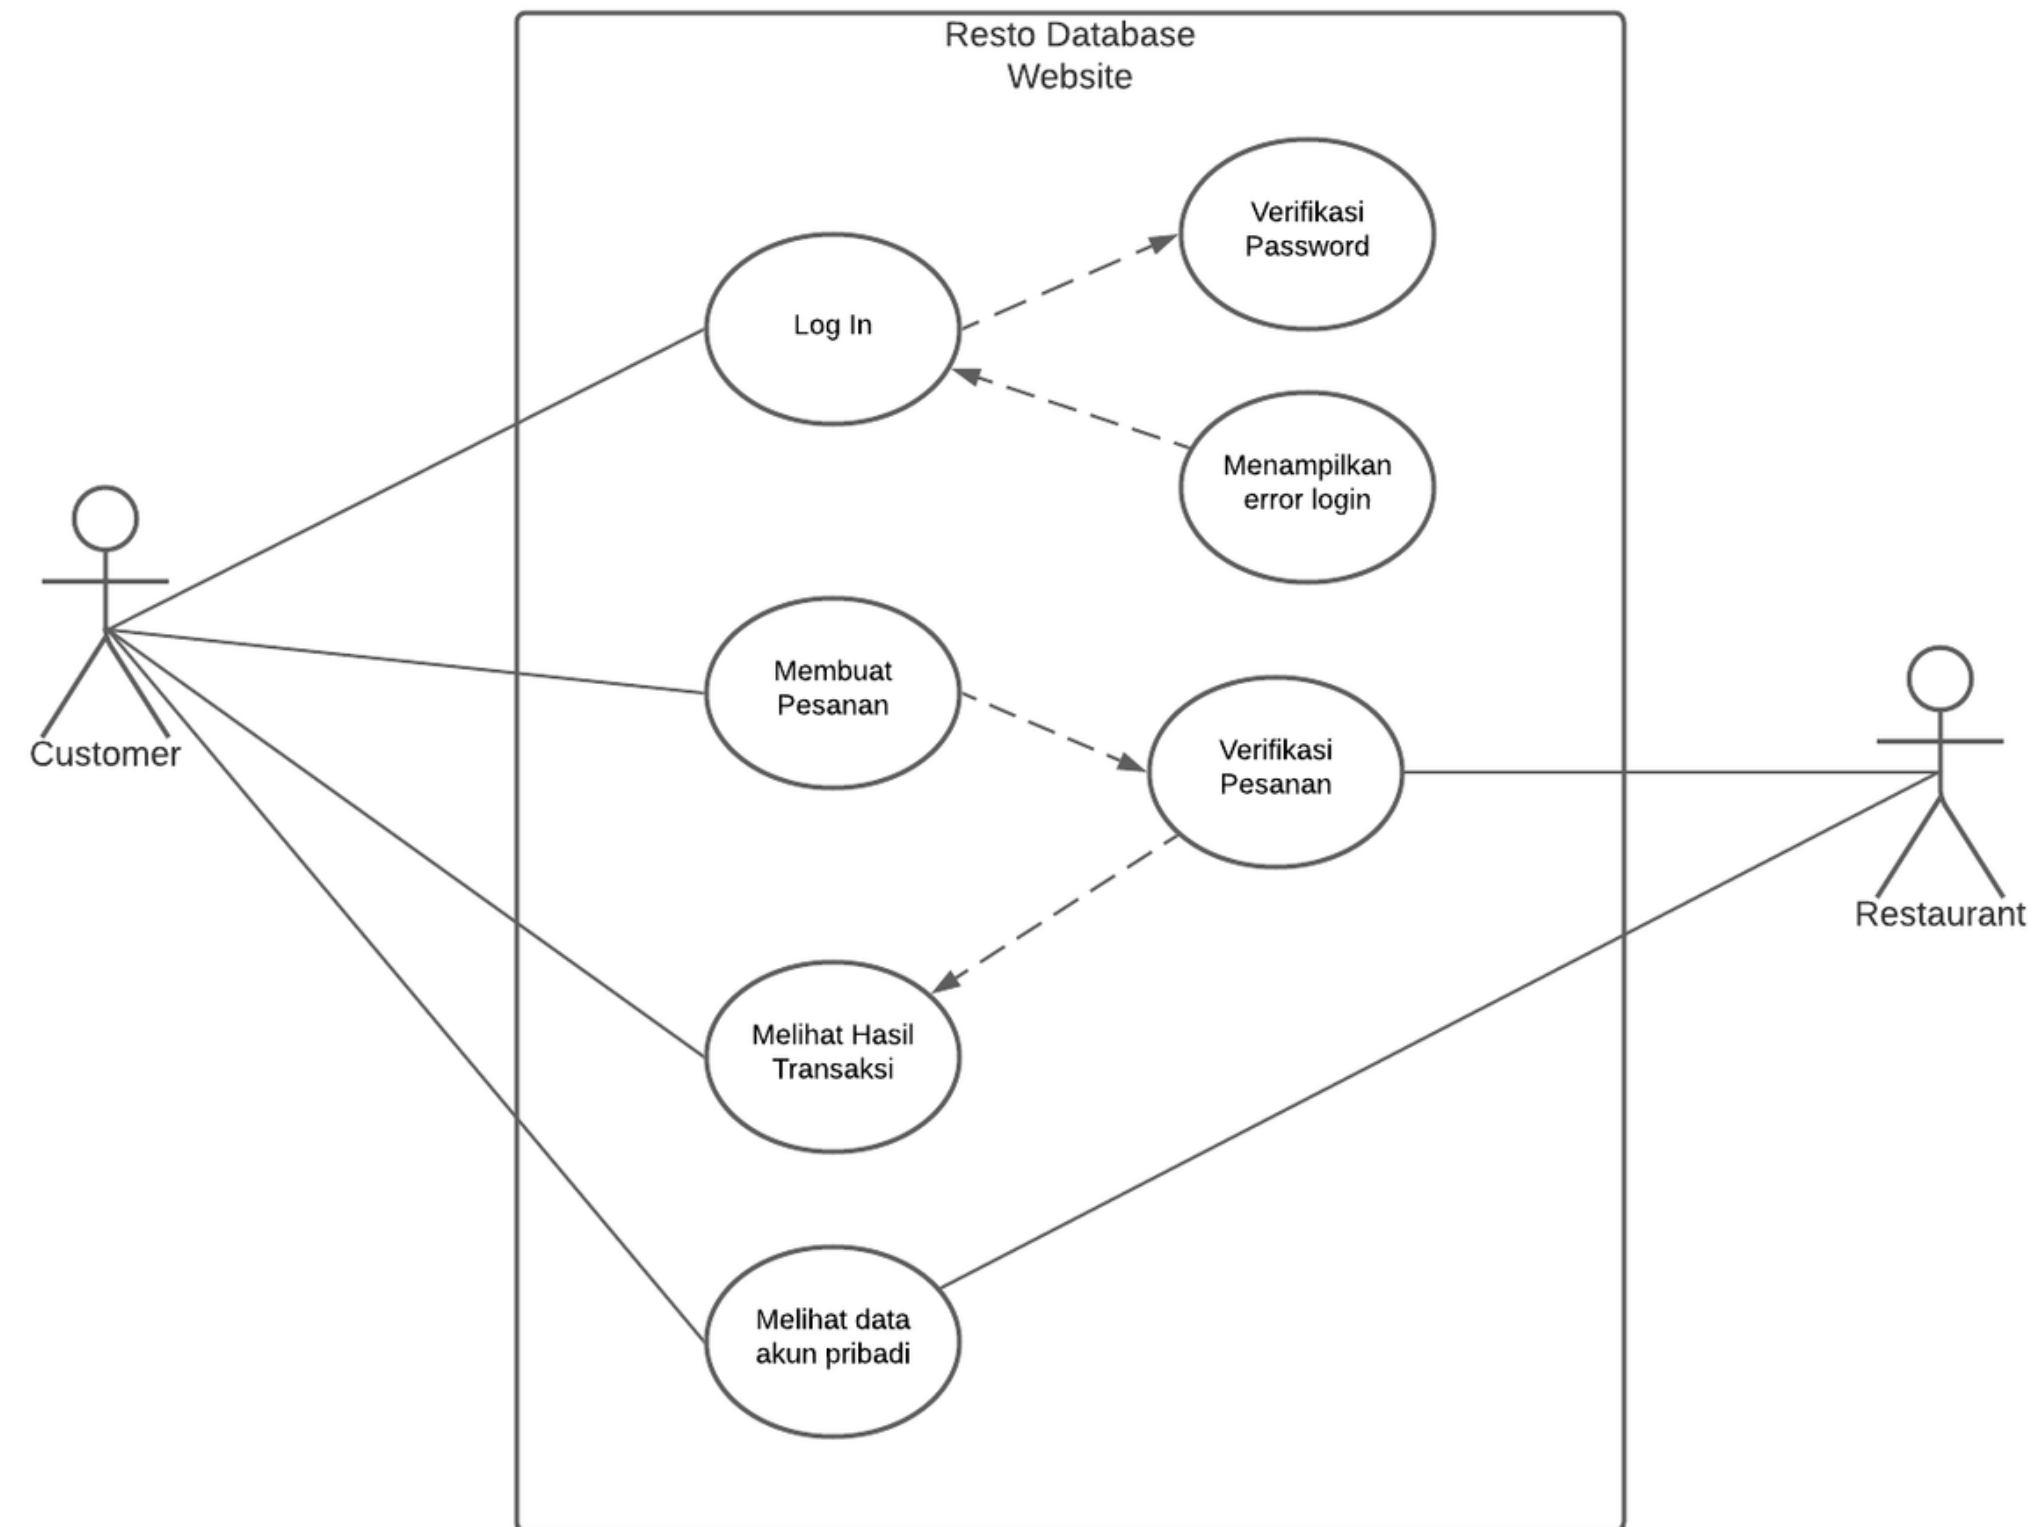 Resto Database
Website
Verifikasi
Password
Log In
Menampilkan
error login
Customer
Membuat
Pesanan
Verifikasi
Pesanan
Restaurant
Melihat Hasil
Transaksi
Melihat data
akun pribadi